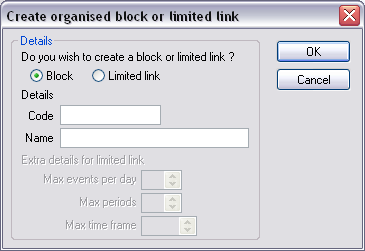 Create organised block or limited link
Details
Do you wish to create a block or limited link ?
Block Limited link
Details
Code
Name
Extra details for limited link
Max events per day
Max periods
Max time frame
OK
Cancel